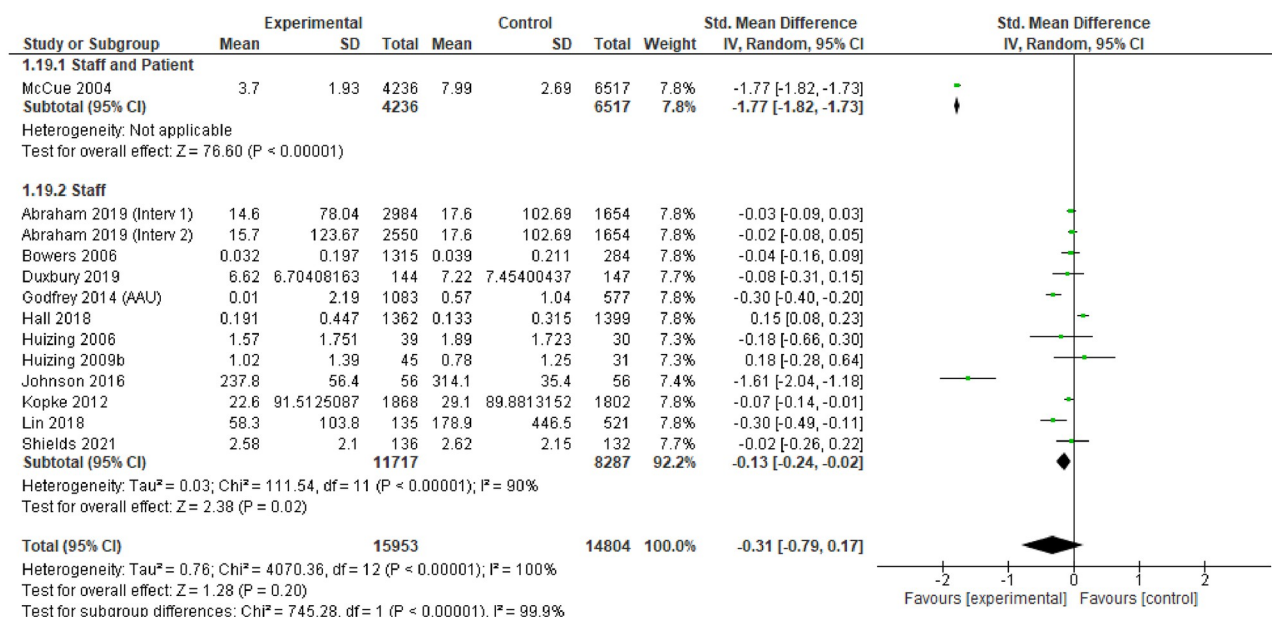 Experimental Control Std. Mean Difference Std. Mean Difference
Study or Subgroup Mean SD Total Mean SD Total Weight IV, Random, 95% CI IV, Random, 95% CI
1.19.1 Staff and Patient
McCue 2004 3.7 1.93 4236 7.99 2.69 6517 7.8% -1.77 [-1.82, -1.73]
Subtotal (95% CI) 4236 6517 7.8% -1.77 [-1.82, -1.73]
Heterogeneity: Not applicable
Test for overall effect: Z = 76.60 (P < 0.00001)
1.19.2 Staff
Abraham 2019 (Interv 1) 14.6 78.04 2984 17.6 102.69 1654 7.8% -0.03 [-0.09, 0.03]
Abraham 2019 (Interv 2) 15.7 123.67 2550 17.6 102.69 1654 7.8% -0.02 [-0.08, 0.05]
Bowers 2006 0.032 0.197 1315 0.039 0.211 284 7.8% -0.04 [-0.16, 0.09]
Duxbury 2019 6.62 6.70408163 144 7.22 7.45400437 147 7.7% -0.08 [-0.31, 0.15]
Godfrey 2014 (AAU) 0.01 2.19 1083 0.57 1.04 577 7.8% -0.30 [-0.40, -0.20]
Hall 2018 0.191 0.447 1362 0.133 0.315 1399 7.8% 0.15 [0.08, 0.23]
Huizing 2006 1.57 1.751 39 1.89 1.723 30 7.3% -0.18 [-0.66, 0.30]
Huizing 2009b 1.02 1.39 45 0.78 1.25 31 7.3% 0.18 [-0.28, 0.64]
Johnson 2016 237.8 56.4 56 314.1 35.4 56 7.4% -1.61 [-2.04, -1.18]
Kopke 2012 22.6 91.5125087 1868 29.1 89.8813152 1802 7.8% -0.07 [-0.14, -0.01]
Lin 2018 58.3 103.8 135 178.9 446.5 521 7.8% -0.30 [-0.49, -0.11]
Shields 2021 2.58 2.1 136 2.62 2.15 132 7.7% -0.02 [-0.26, 0.22]
Subtotal (95% CI) 11717 8287 92.2% -0.13 [-0.24, -0.02]
Heterogeneity: Tau² = 0.03; Chi² = 111.54, df = 11 (P < 0.00001); I² = 90%
Test for overall effect: Z = 2.38 (P = 0.02)
Total (95% CI) 15953 14804 100.0% -0.31 [-0.79, 0.17]
Heterogeneity: Tau² = 0.76; Chi² = 4070.36, df = 12 (P < 0.00001); I² = 100%
Test for overall effect: Z = 1.28 (P = 0.20)
Test for subgroup differences: Chi² = 745.28, df = 1 (P < 0.00001), I² = 99.9%
-2 -1 0 1 2
Favours [experimental] Favours [control]